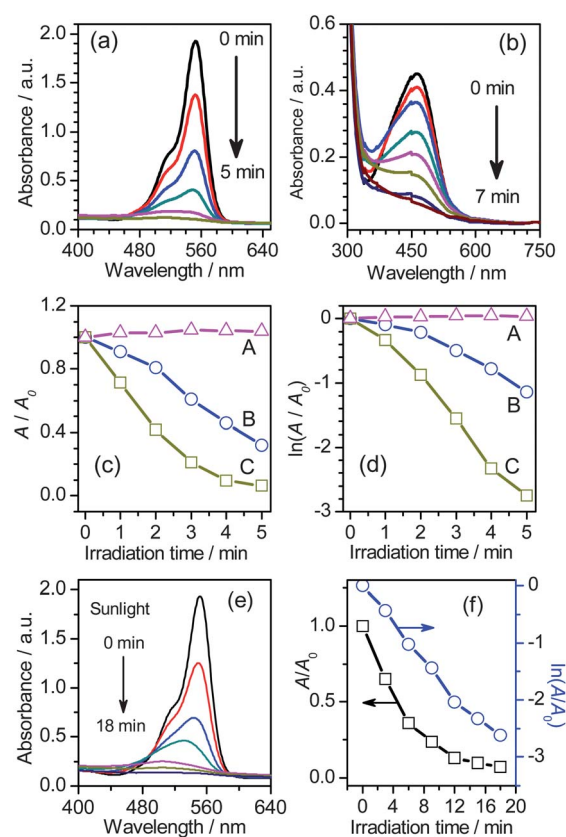 (a)
0 min
5 min
Absorbance / a.u.
2.0
1.5
1.0
0.5
0.0
400 480 560 640
Wavelength / nm
(b)
0 min
7 min
Absorbance / a.u.
0.6
0.4
0.2
0.0
300 450 600 750
Wavelength / nm
A
B
C
(c)
A / A0
1.2
0.8
0.4
0.0
0 1 2 3 4 5
Irradiation time / min
A
B
C
(d)
ln(A / A0)
0
-1
-2
-3
0 1 2 3 4 5
Irradiation time / min
(e)
Sunlight
0 min
18 min
Absorbance / a.u.
2.0
1.5
1.0
0.5
0.0
400 480 560 640
Wavelength / nm
(f)
A/A0
1.0
0.5
0.0
0 4 8 12 16 20
Irradiation time / min
0
-1
-2
-3
ln(A/A0)